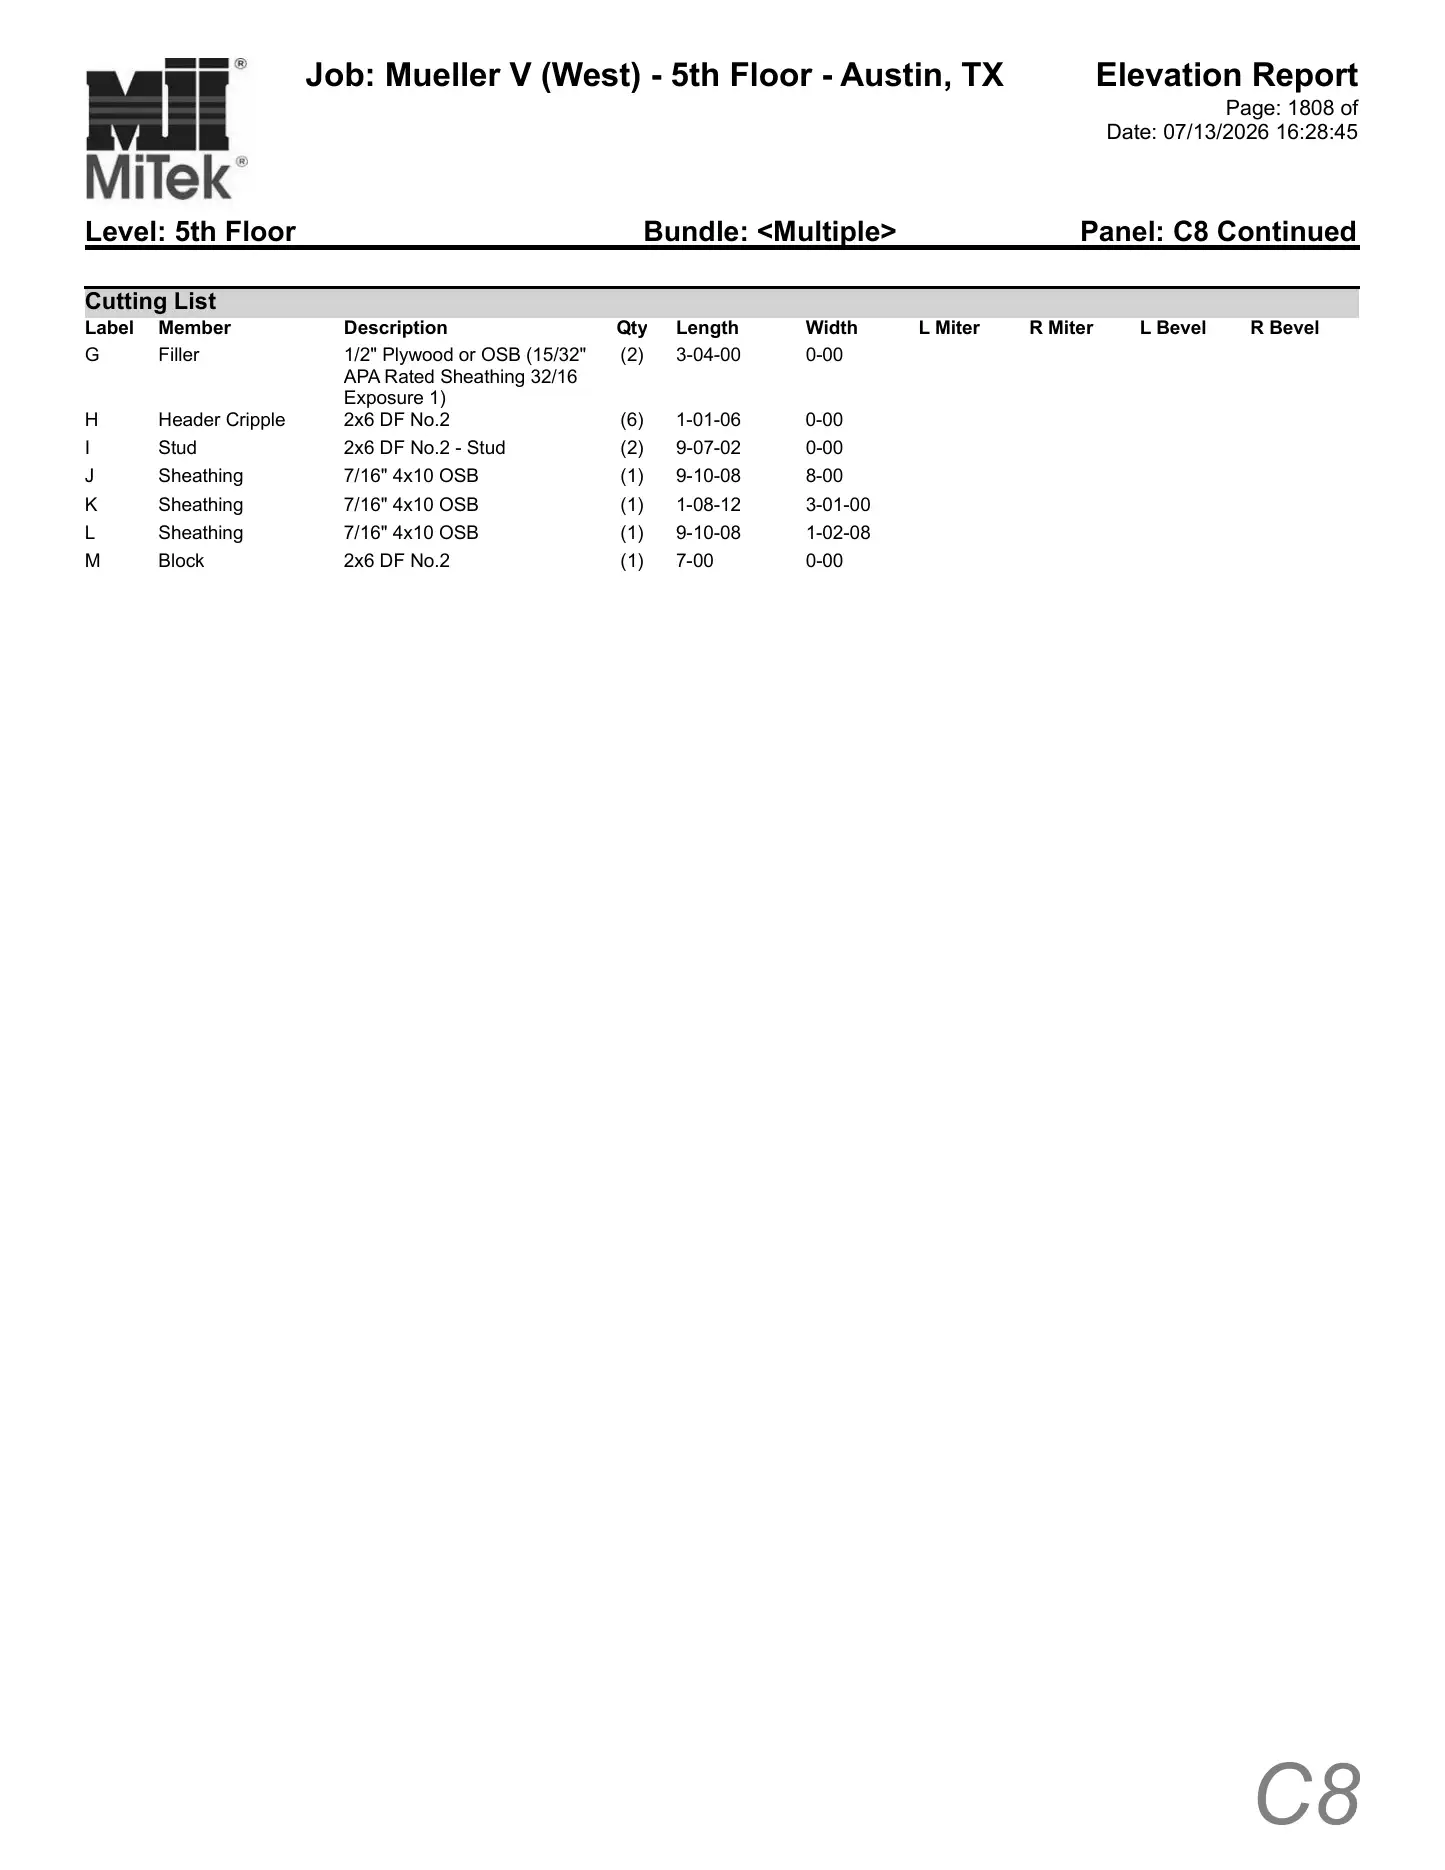 MiTek®
Job: Mueller V (West) - 5th Floor - Austin, TX
Elevation Report
Page: 1808 of
Date: 07/13/2026 16:28:45
Level: 5th Floor Bundle: <Multiple> Panel: C8 Continued
Cutting List
Label Member Description Qty Length Width L Miter R Miter L Bevel R Bevel
G Filler 1/2" Plywood or OSB (15/32" (2) 3-04-00 0-00
APA Rated Sheathing 32/16
Exposure 1)
H Header Cripple 2x6 DF No.2 (6) 1-01-06 0-00
I Stud 2x6 DF No.2 - Stud (2) 9-07-02 0-00
J Sheathing 7/16" 4x10 OSB (1) 9-10-08 8-00
K Sheathing 7/16" 4x10 OSB (1) 1-08-12 3-01-00
L Sheathing 7/16" 4x10 OSB (1) 9-10-08 1-02-08
M Block 2x6 DF No.2 (1) 7-00 0-00
C8